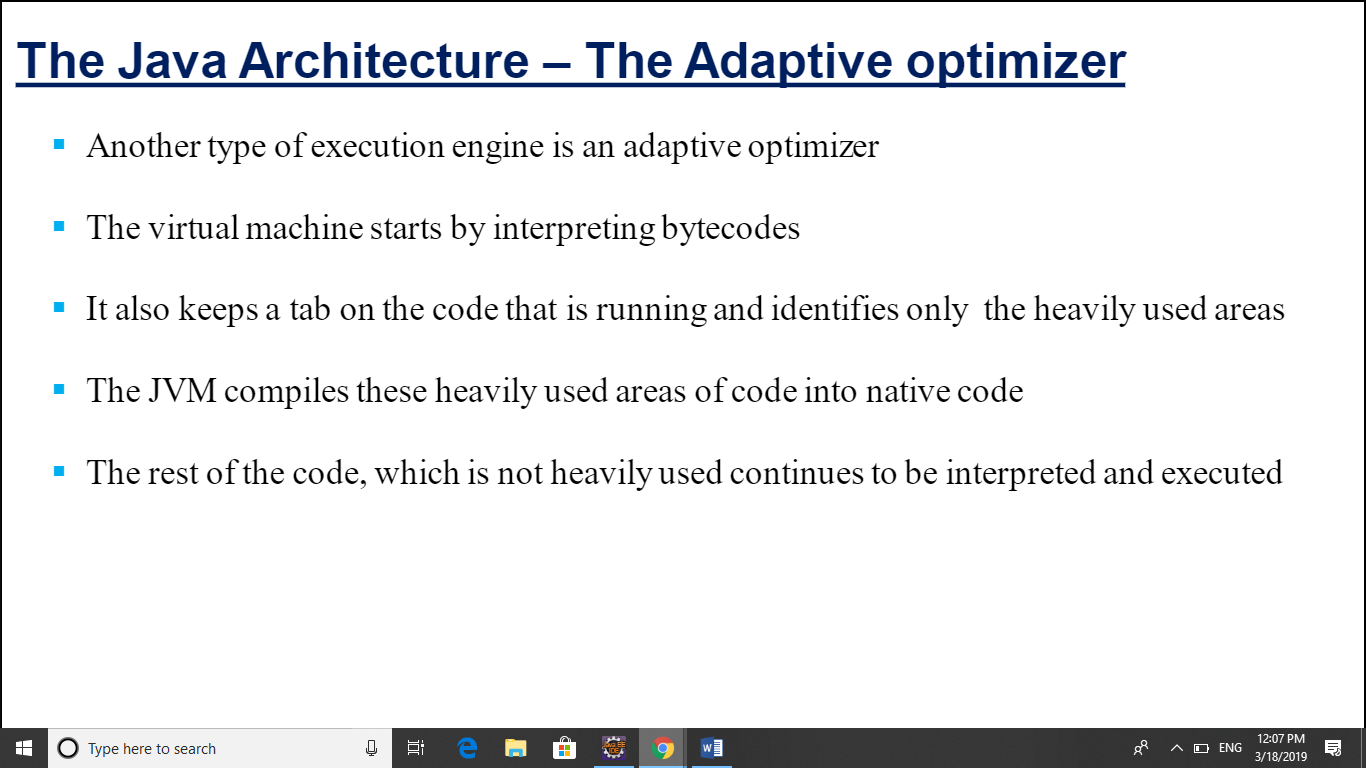 The Java Architecture – The Adaptive optimizer
Another type of execution engine is an adaptive optimizer
The virtual machine starts by interpreting bytecodes
It also keeps a tab on the code that is running and identifies only the heavily used areas
The JVM compiles these heavily used areas of code into native code
The rest of the code, which is not heavily used continues to be interpreted and executed
Type here to search
ENG
12:07 PM
3/18/2019